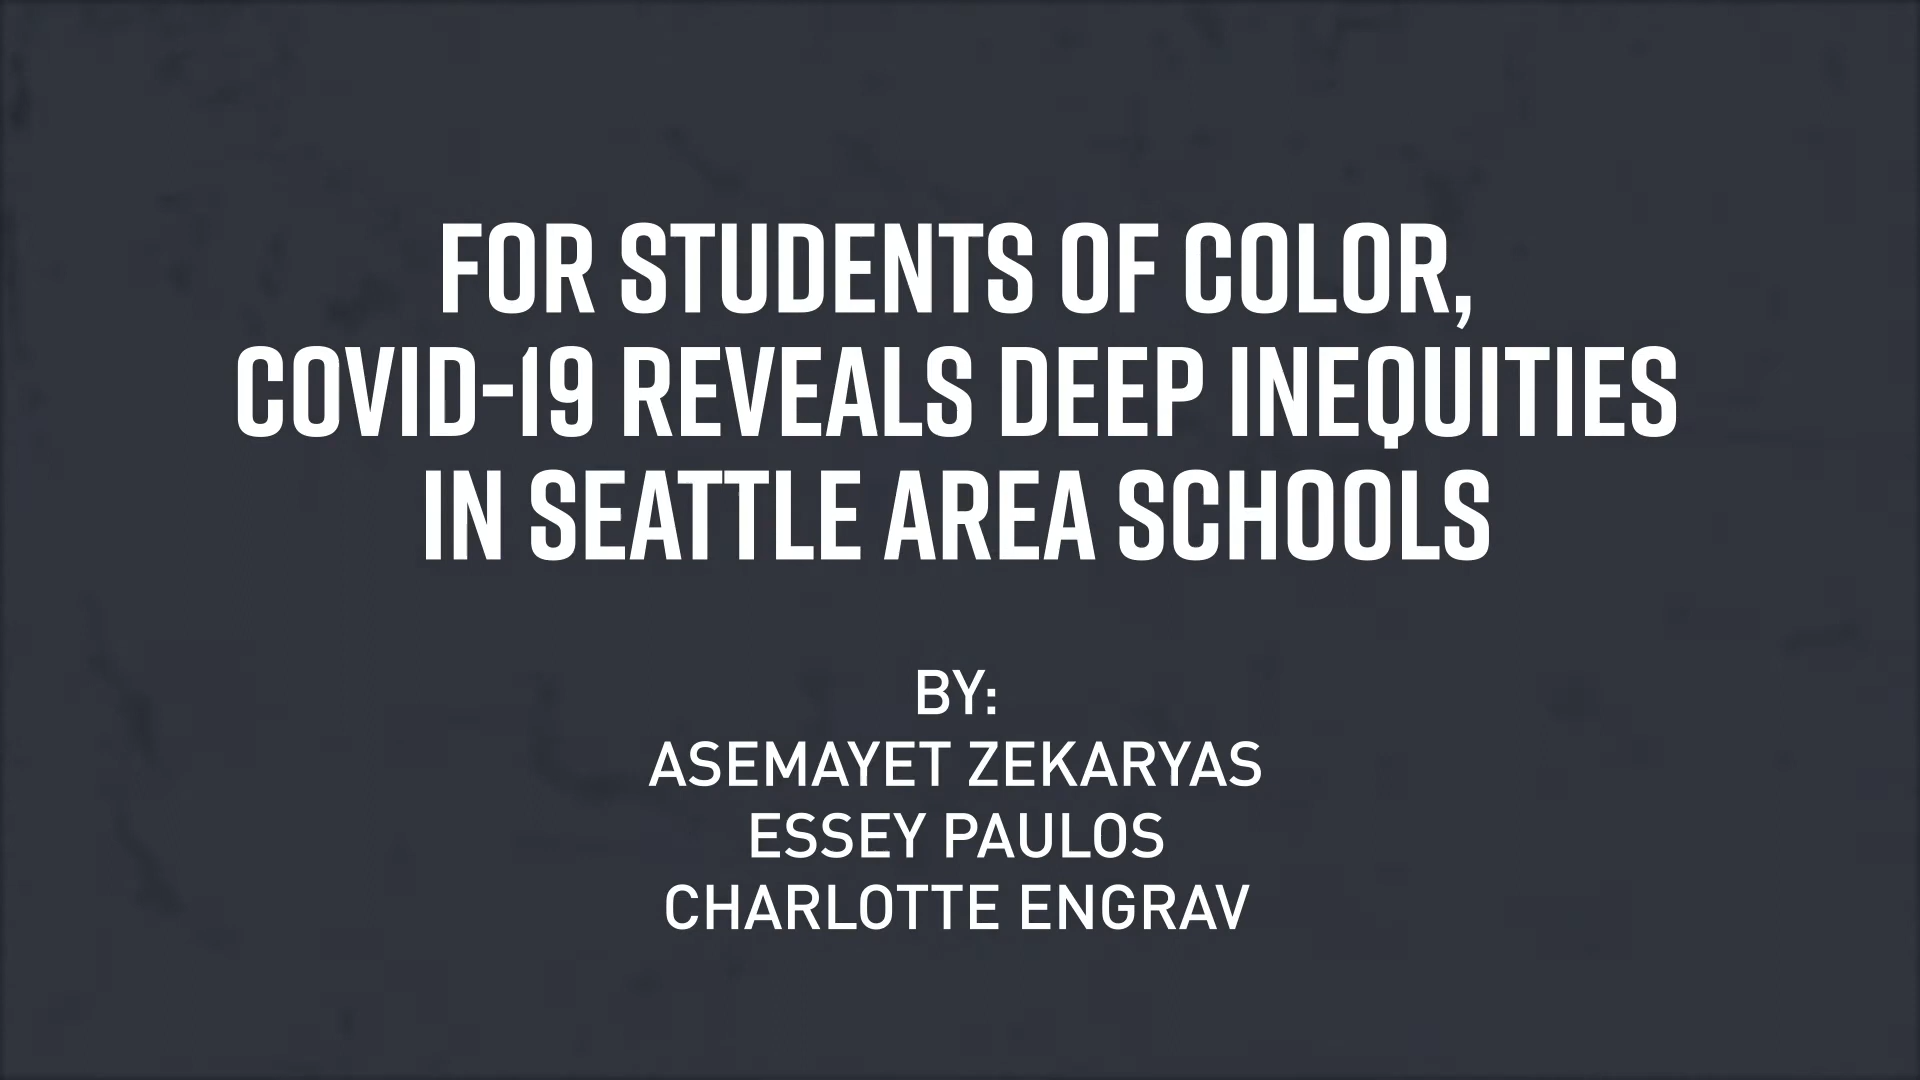 FOR STUDENTS OF COLOR,
COVID-19 REVEALS DEEP INEQUITIES
IN SEATTLE AREA SCHOOLS
BY:
ASEMAYET ZEKARYAS
ESSEY PAULOS
CHARLOTTE ENGRAV